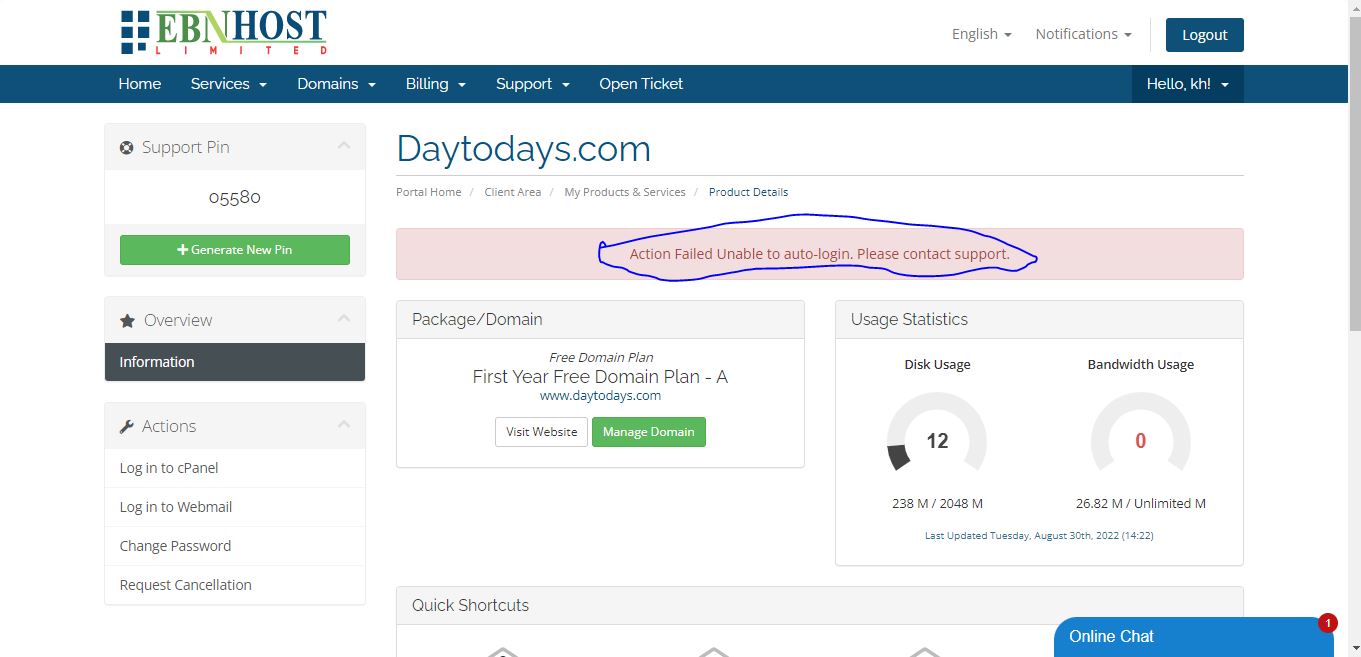 EBNHOST
LIMITED
English
Notifications
Logout
Home
Services
Domains
Billing
Support
Open Ticket
Hello, kh!
Support Pin
05580
Generate New Pin
Overview
Information
Actions
Log in to cPanel
Log in to Webmail
Change Password
Request Cancellation
Daytodays.com
Portal Home / Client Area / My Products & Services / Product Details
Action Failed Unable to auto-login. Please contact support.
Package/Domain
Free Domain Plan
First Year Free Domain Plan - A
www.daytodays.com
Visit Website
Manage Domain
Usage Statistics
Disk Usage
Bandwidth Usage
12
0
238 M / 2048 M
26.82 M / Unlimited M
Last Updated Tuesday, August 30th, 2022 (14:22)
Quick Shortcuts
Online Chat
1